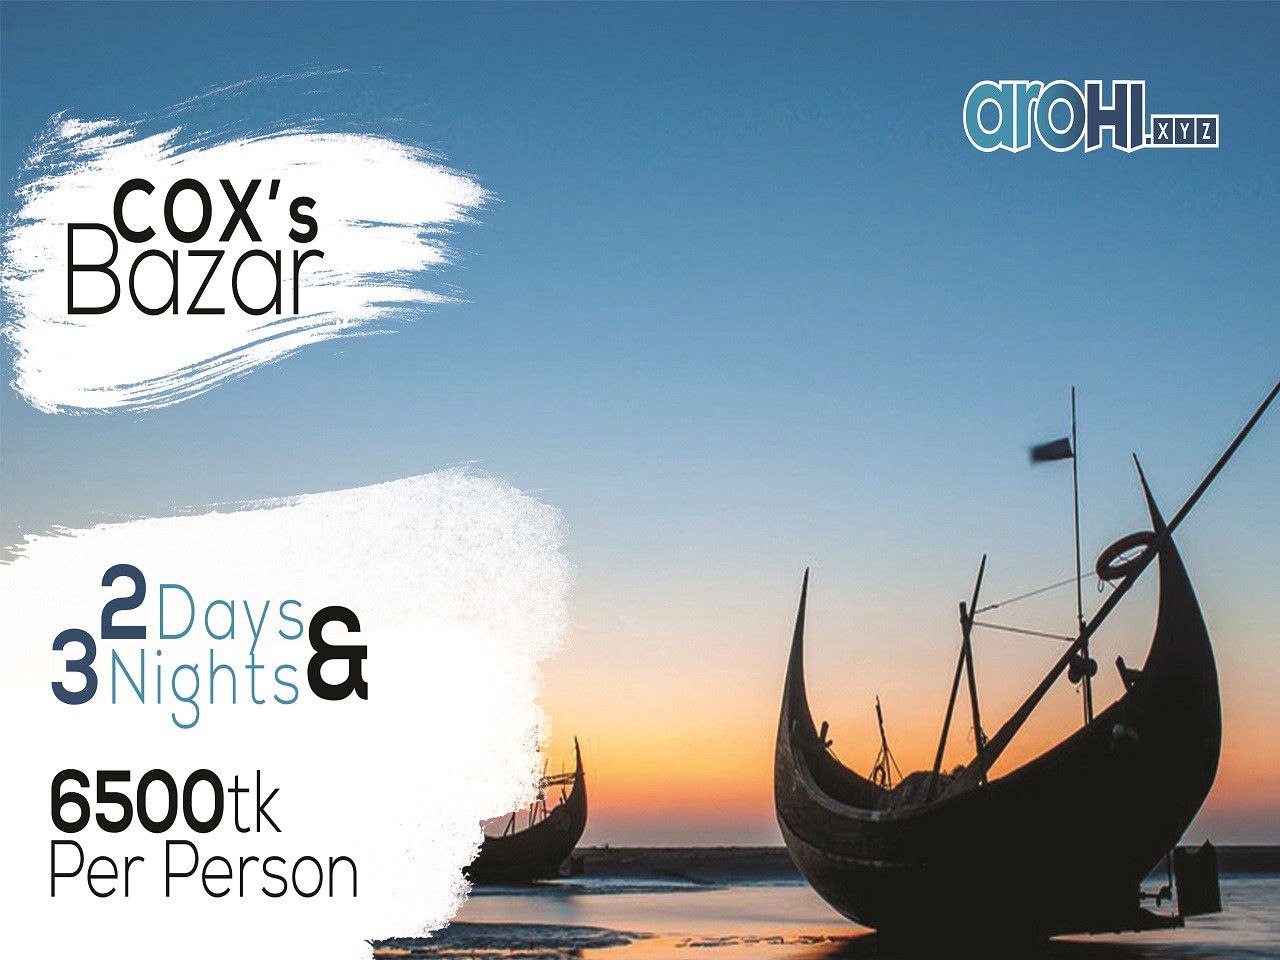 COX's
Bazar
arOHI.XYZ
2 Days
3 Nights &
6500tk
Per Person